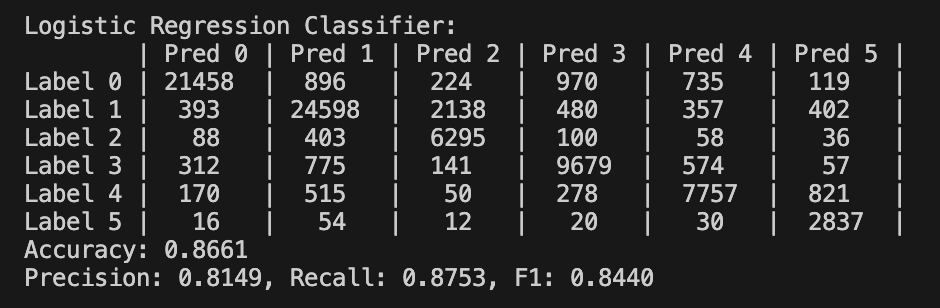 Logistic Regression Classifier:
| Pred 0 | Pred 1 | Pred 2 | Pred 3 | Pred 4 | Pred 5 |
Label 0 | 21458 | 896 | 224 | 970 | 735 | 119 |
Label 1 | 393 | 24598 | 2138 | 480 | 357 | 402 |
Label 2 | 88 | 403 | 6295 | 100 | 58 | 36 |
Label 3 | 312 | 775 | 141 | 9679 | 574 | 57 |
Label 4 | 170 | 515 | 50 | 278 | 7757 | 821 |
Label 5 | 16 | 54 | 12 | 20 | 30 | 2837 |
Accuracy: 0.8661
Precision: 0.8149, Recall: 0.8753, F1: 0.8440